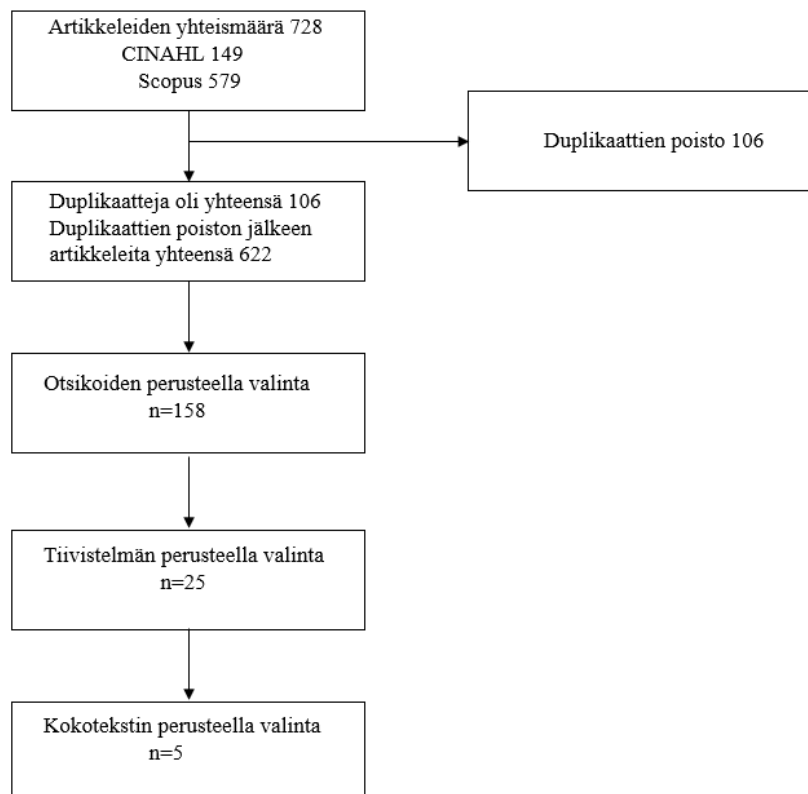 Artikkeleiden yhteismäärä 728
CINAHL 149
Scopus 579
Duplikaattien poisto 106
Duplikaatteja oli yhteensä 106
Duplikaattien poiston jälkeen
artikkeleita yhteensä 622
Otsikoiden perusteella valinta
n=158
Tiivistelmän perusteella valinta
n=25
Kokotekstin perusteella valinta
n=5